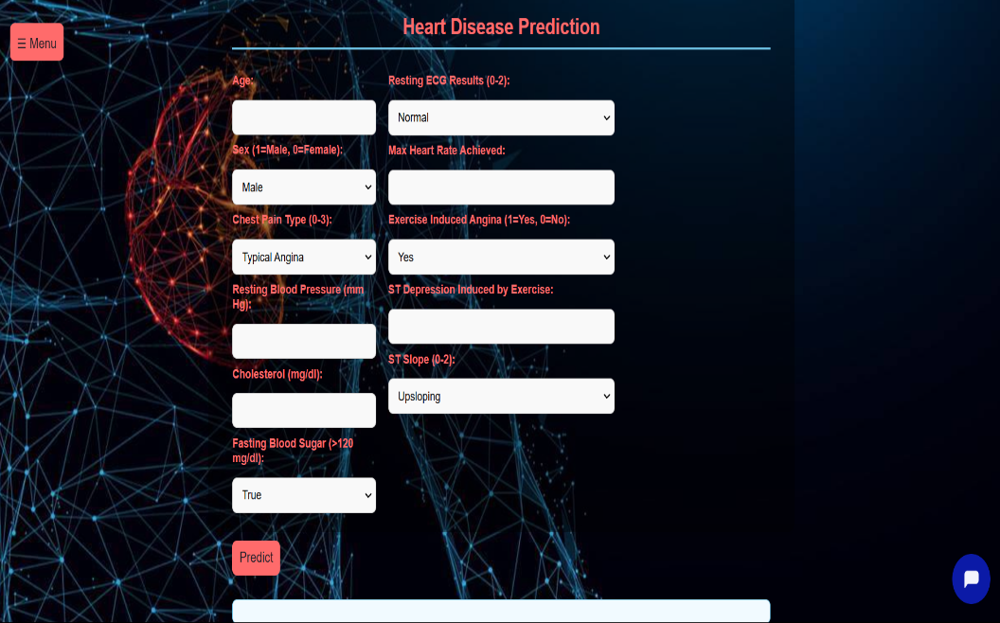 Heart Disease Prediction
☰ Menu
Age:
Sex (1=Male, 0=Female):
Male
Chest Pain Type (0-3):
Typical Angina
Resting Blood Pressure (mm
Hg):
Cholesterol (mg/dl):
Fasting Blood Sugar (>120
mg/dl):
True
Resting ECG Results (0-2):
Normal
Max Heart Rate Achieved:
Exercise Induced Angina (1=Yes, 0=No):
Yes
ST Depression Induced by Exercise:
ST Slope (0-2):
Upsloping
Predict